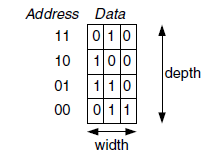 Address Data
11 0 1 0
10 1 0 0
depth
01 1 1 0
00 0 1 1
width